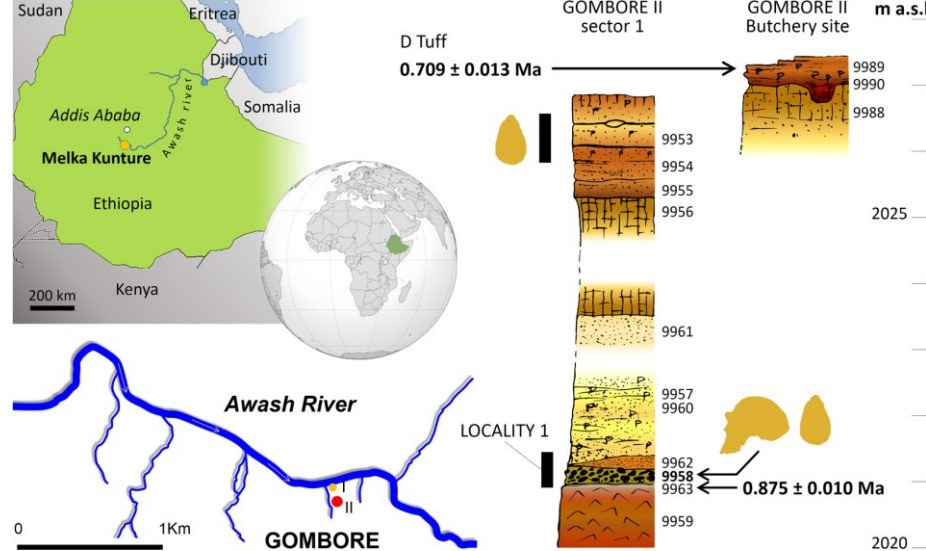 Sudan
Eritrea
Djibouti
Somalia
Awash river
Addis Ababa
Melka Kunture
Ethiopia
Kenya
200 km
Awash River
I
II
GOMBORE
0
1Km
GOMBORE II
sector 1
GOMBORE II
Butchery site
m a.s.l
D Tuff
0.709 ± 0.013 Ma
9989
9990
9988
9953
9954
9955
9956
2025
9961
9957
9960
LOCALITY 1
9962
9958
9963
0.875 ± 0.010 Ma
9959
2020